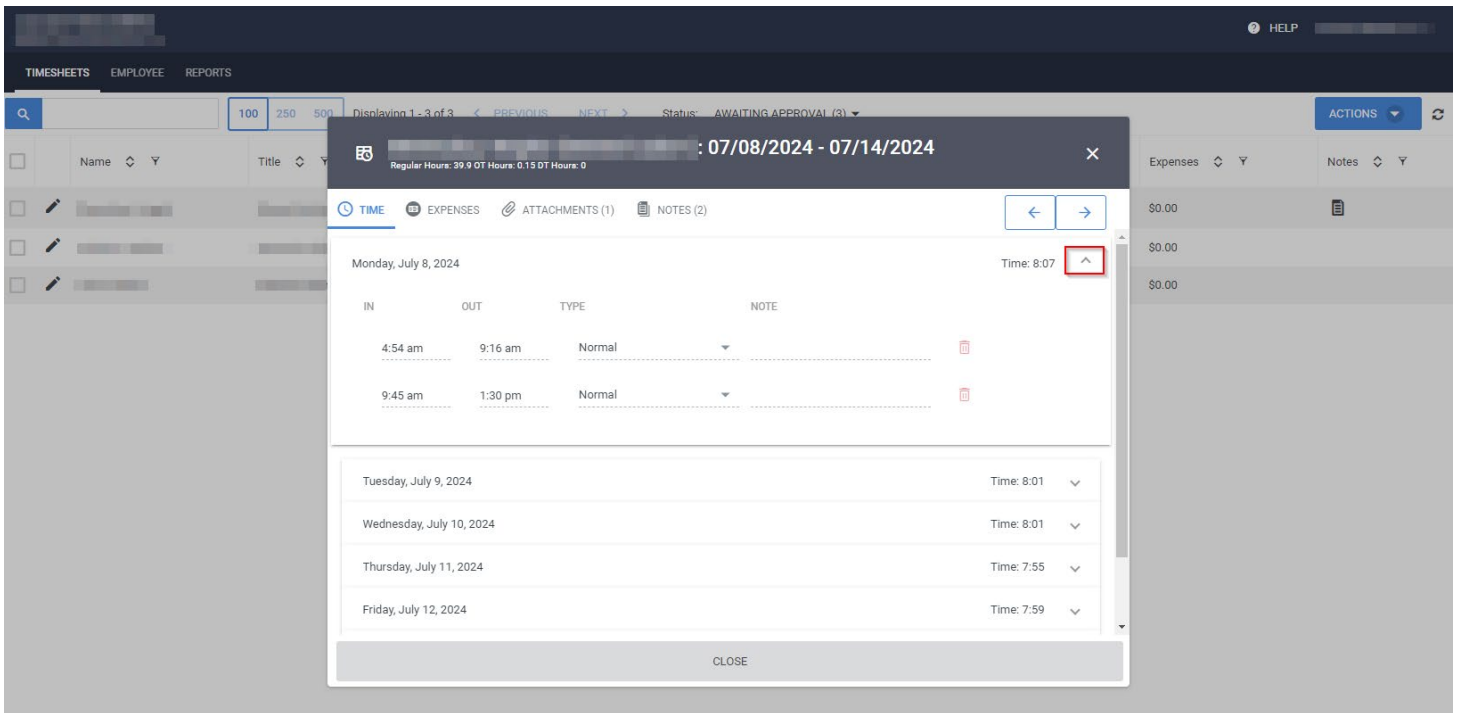 HELP
TIMESHEETS EMPLOYEE REPORTS
100 250 500 Displaying 1 - 3 of 3 PREVIOUS NEXT Status: AWAITING APPROVAL (3) ACTIONS
Name Title Expenses Notes
: 07/08/2024 - 07/14/2024
Regular Hours: 39.9 OT Hours: 0.15 DT Hours: 0
TIME EXPENSES ATTACHMENTS (1) NOTES (2)
$0.00
$0.00
$0.00
Monday, July 8, 2024 Time: 8:07
IN OUT TYPE NOTE
4:54 am 9:16 am Normal
9:45 am 1:30 pm Normal
Tuesday, July 9, 2024 Time: 8:01
Wednesday, July 10, 2024 Time: 8:01
Thursday, July 11, 2024 Time: 7:55
Friday, July 12, 2024 Time: 7:59
CLOSE